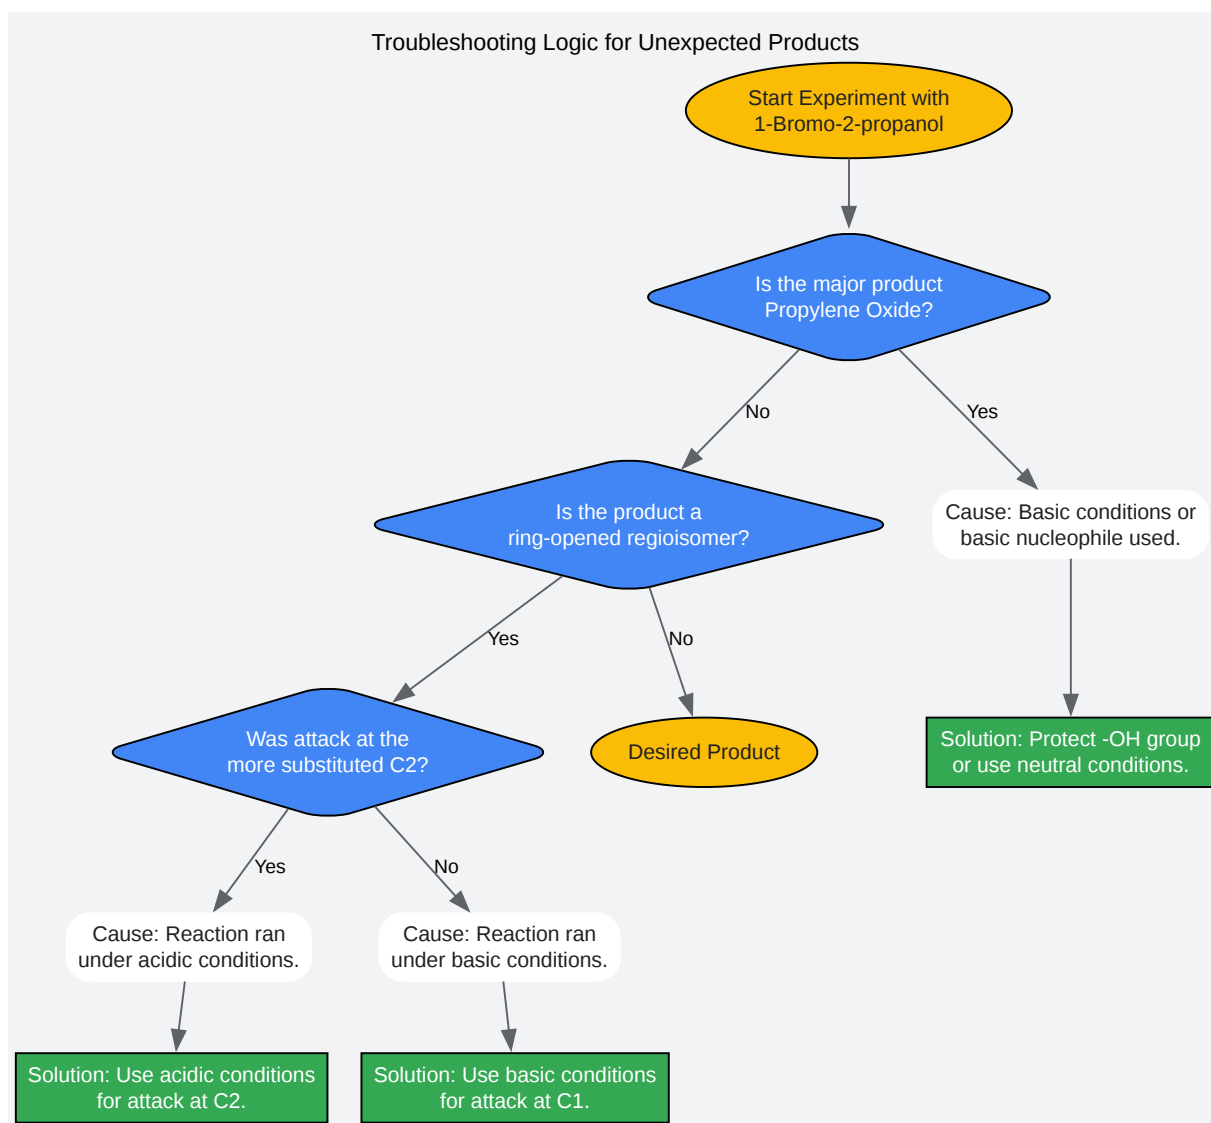 Troubleshooting Logic for Unexpected Products
Start Experiment with
1-Bromo-2-propanol
Is the major product
Propylene Oxide?
No
Yes
Is the product a
ring-opened regioisomer?
Cause: Basic conditions or
basic nucleophile used.
Yes
No
Was attack at the
more substituted C2?
Desired Product
Solution: Protect -OH group
or use neutral conditions.
Yes
No
Cause: Reaction ran
under acidic conditions.
Cause: Reaction ran
under basic conditions.
Solution: Use acidic conditions
for attack at C2.
Solution: Use basic conditions
for attack at C1.